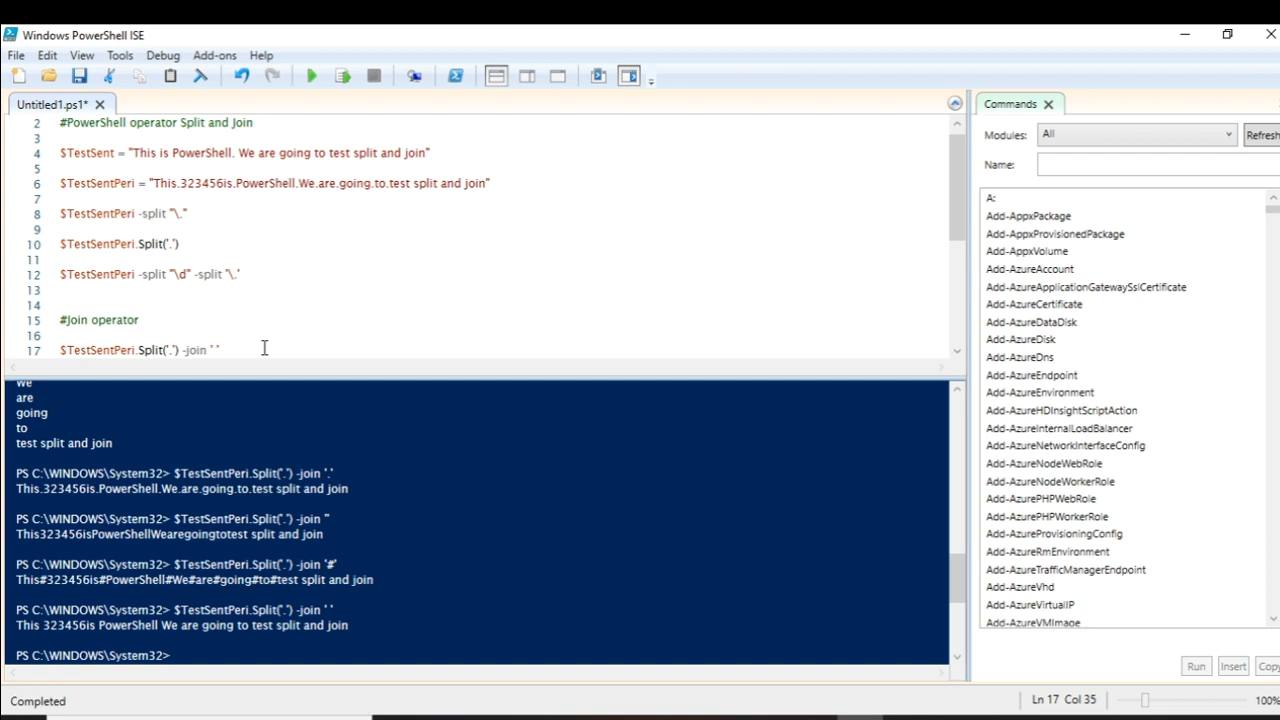 Windows PowerShell ISE
File Edit View Tools Debug Add-ons Help
Untitled1.ps1* 
2 #PowerShell operator Split and Join
3
4 $TestSent = "This is PowerShell. We are going to test split and join"
5
6 $TestSentPeri = "This.323456is.PowerShell.We.are.going.to.test split and join"
7
8 $TestSentPeri -split "\."
9
10 $TestSentPeri.Split('.')
11
12 $TestSentPeri -split "\d" -split '\.'
13
14
15 #Join operator
16
17 $TestSentPeri.Split('.') -join ' '
We
are
going
to
test split and join
PS C:\WINDOWS\System32> $TestSentPeri.Split('.') -join '.'
This.323456is.PowerShell.We.are.going.to.test split and join
PS C:\WINDOWS\System32> $TestSentPeri.Split('.') -join ''
This323456isPowerShellWearegoingtotest split and join
PS C:\WINDOWS\System32> $TestSentPeri.Split('.') -join '#'
This#323456is#PowerShell#We#are#going#to#test split and join
PS C:\WINDOWS\System32> $TestSentPeri.Split('.') -join ' '
This 323456is PowerShell We are going to test split and join
PS C:\WINDOWS\System32>
Commands
Modules: All Refresh
Name:
A:
Add-AppxPackage
Add-AppxProvisionedPackage
Add-AppxVolume
Add-AzureAccount
Add-AzureApplicationGatewaySslCertificate
Add-AzureCertificate
Add-AzureDataDisk
Add-AzureDisk
Add-AzureDns
Add-AzureEndpoint
Add-AzureEnvironment
Add-AzureHDInsightScriptAction
Add-AzureInternalLoadBalancer
Add-AzureNetworkInterfaceConfig
Add-AzureNodeWebRole
Add-AzureNodeWorkerRole
Add-AzurePHPWebRole
Add-AzurePHPWorkerRole
Add-AzureProvisioningConfig
Add-AzureRmEnvironment
Add-AzureTrafficManagerEndpoint
Add-AzureVhd
Add-AzureVirtualIP
Add-AzureVMImage
Run Insert Copy
Completed
Ln 17 Col 35
100%